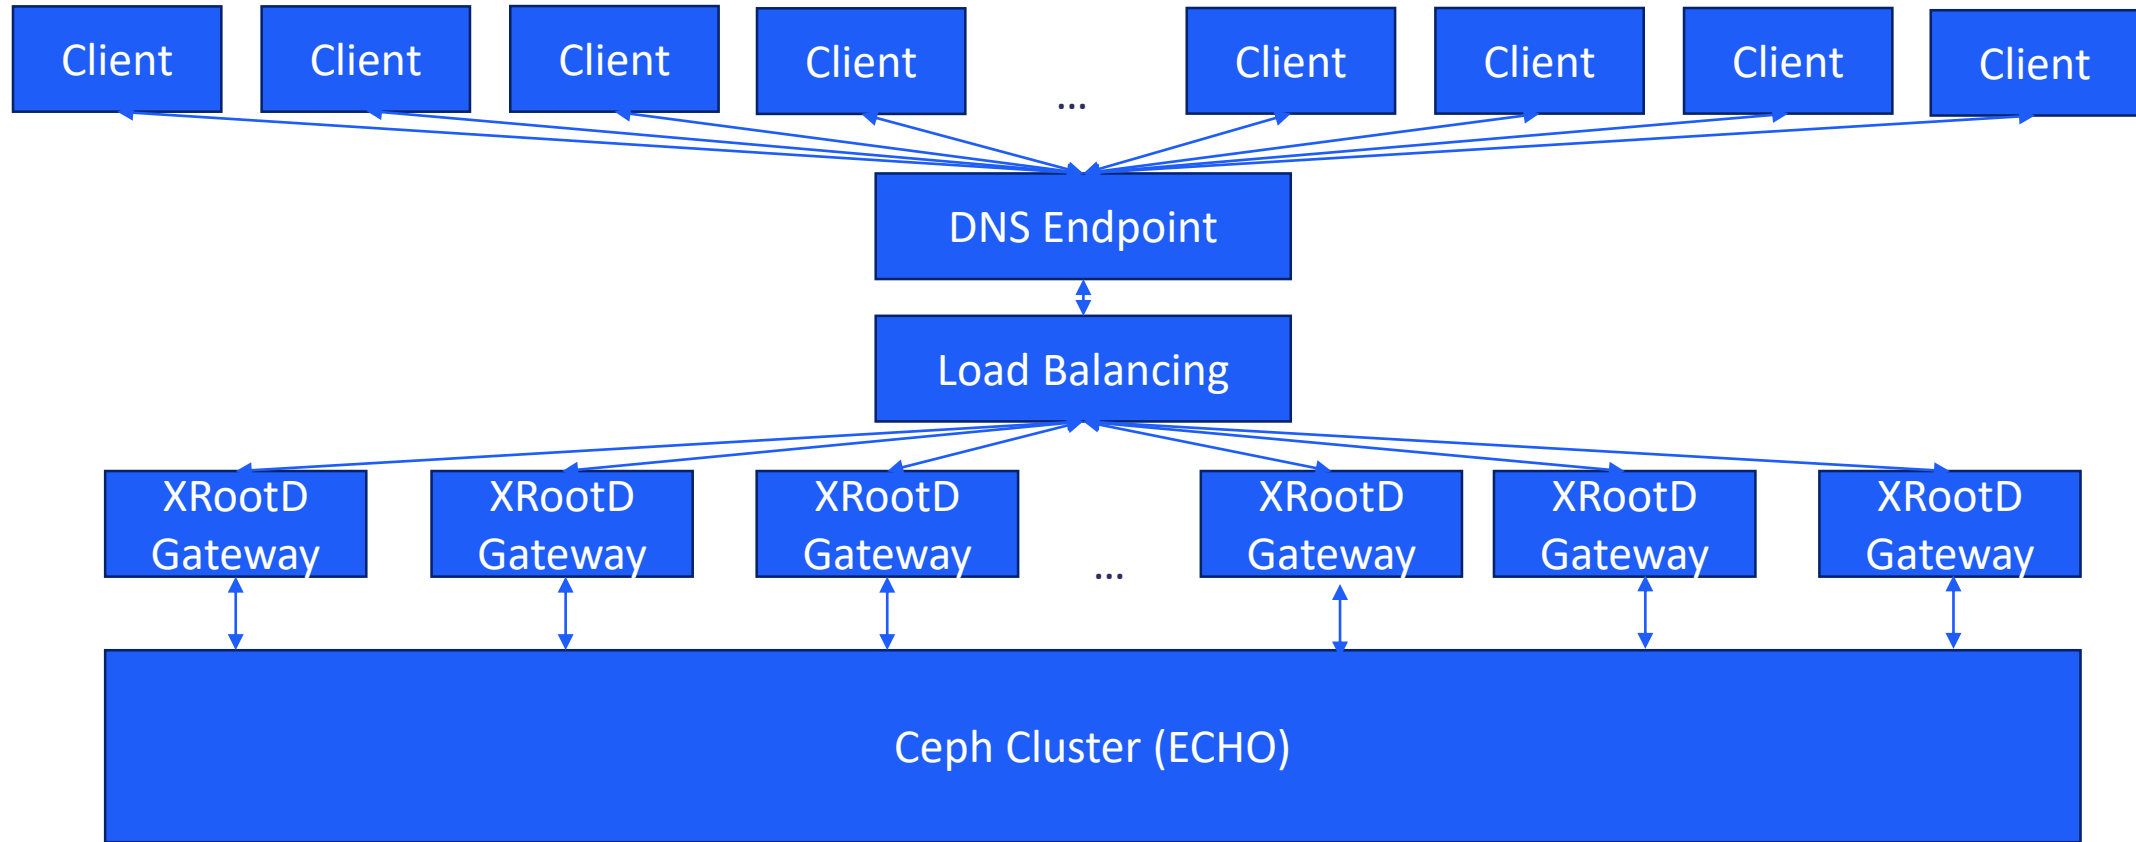 Client
Client
Client
Client
...
Client
Client
Client
Client
DNS Endpoint
Load Balancing
XRootD
Gateway
XRootD
Gateway
XRootD
Gateway
...
XRootD
Gateway
XRootD
Gateway
XRootD
Gateway
Ceph Cluster (ECHO)